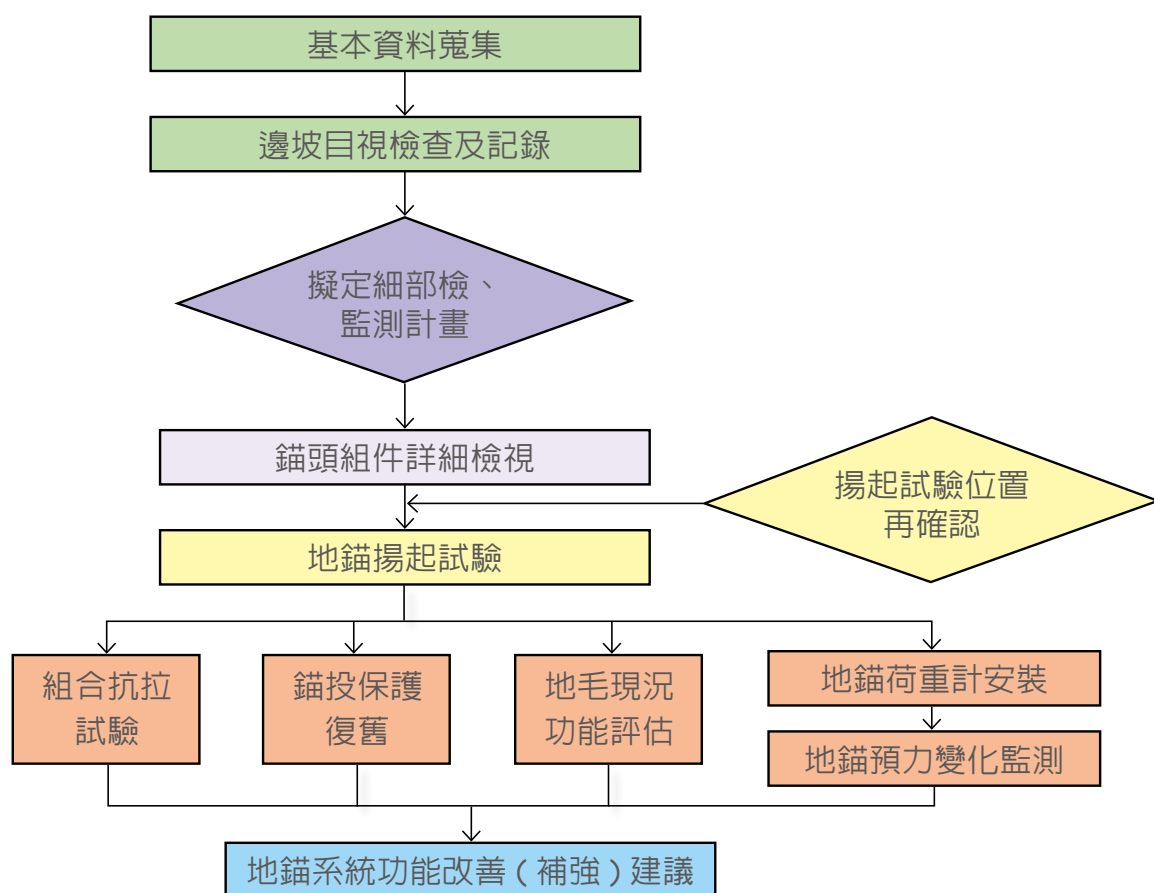 基本資料蒐集
邊坡目視檢查及記錄
擬定細部檢、
監測計畫
錨頭組件詳細檢視
揚起試驗位置
再確認
地錨揚起試驗
組合抗拉
試驗
錨投保護
復舊
地毛現況
功能評估
地錨荷重計安裝
地錨預力變化監測
地錨系統功能改善(補強)建議